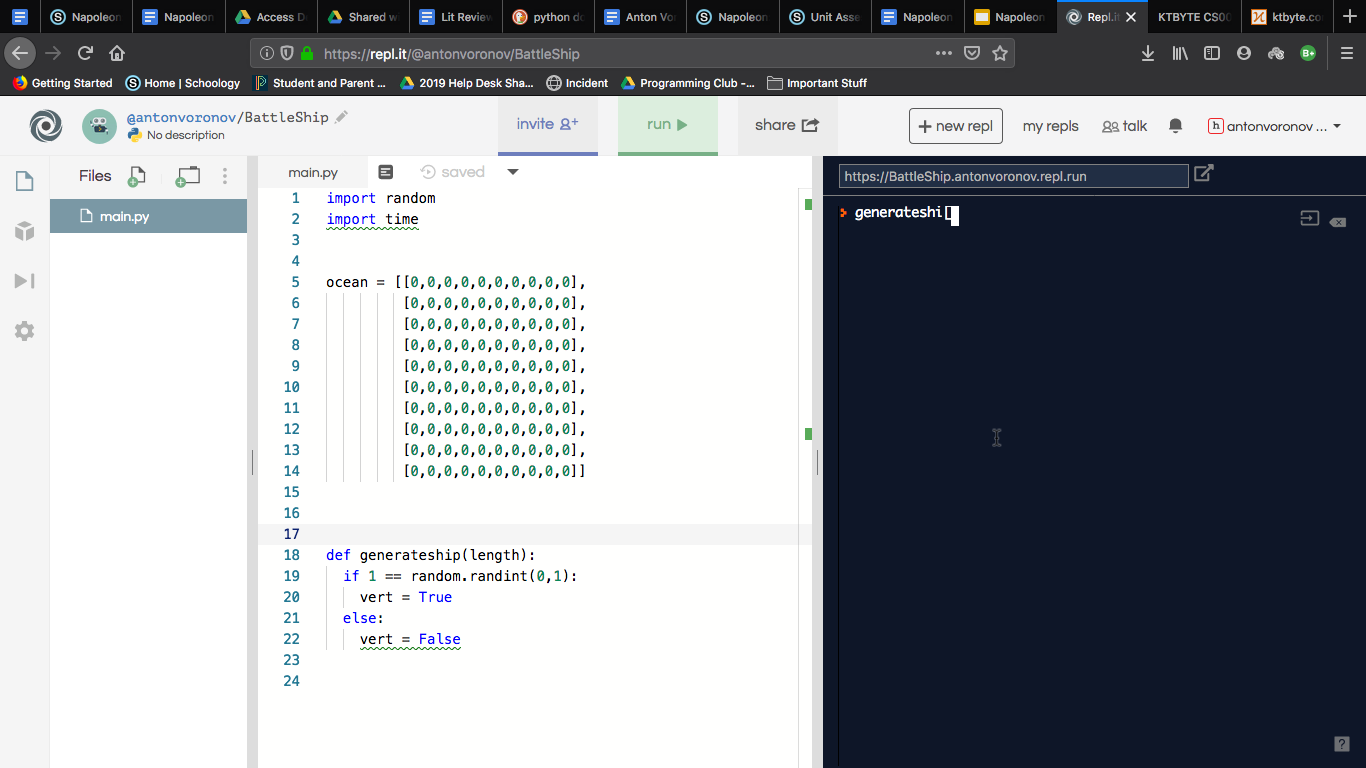 Napoleon Napoleon Access D Shared w Lit Review python do Anton Vo Napoleon Unit Asse Napoleon Napoleon Repl.it KTBYTE CS00 ktbyte.co
https://repl.it/@antonvoronov/BattleShip
Getting Started Home | Schoology Student and Parent ... 2019 Help Desk Sha... Incident Programming Club -... Important Stuff
@antonvoronov/BattleShip
No description
invite
run
share
+ new repl
my repls
talk
h antonvoronov ...
Files
main.py
main.py
saved
1 import random
2 import time
3
4
5 ocean = [[0,0,0,0,0,0,0,0,0,0],
6 [0,0,0,0,0,0,0,0,0,0],
7 [0,0,0,0,0,0,0,0,0,0],
8 [0,0,0,0,0,0,0,0,0,0],
9 [0,0,0,0,0,0,0,0,0,0],
10 [0,0,0,0,0,0,0,0,0,0],
11 [0,0,0,0,0,0,0,0,0,0],
12 [0,0,0,0,0,0,0,0,0,0],
13 [0,0,0,0,0,0,0,0,0,0],
14 [0,0,0,0,0,0,0,0,0,0]]
15
16
17
18 def generateship(length):
19 if 1 == random.randint(0,1):
20 vert = True
21 else:
22 vert = False
23
24
https://BattleShip.antonvoronov.repl.run
generateshi[
?